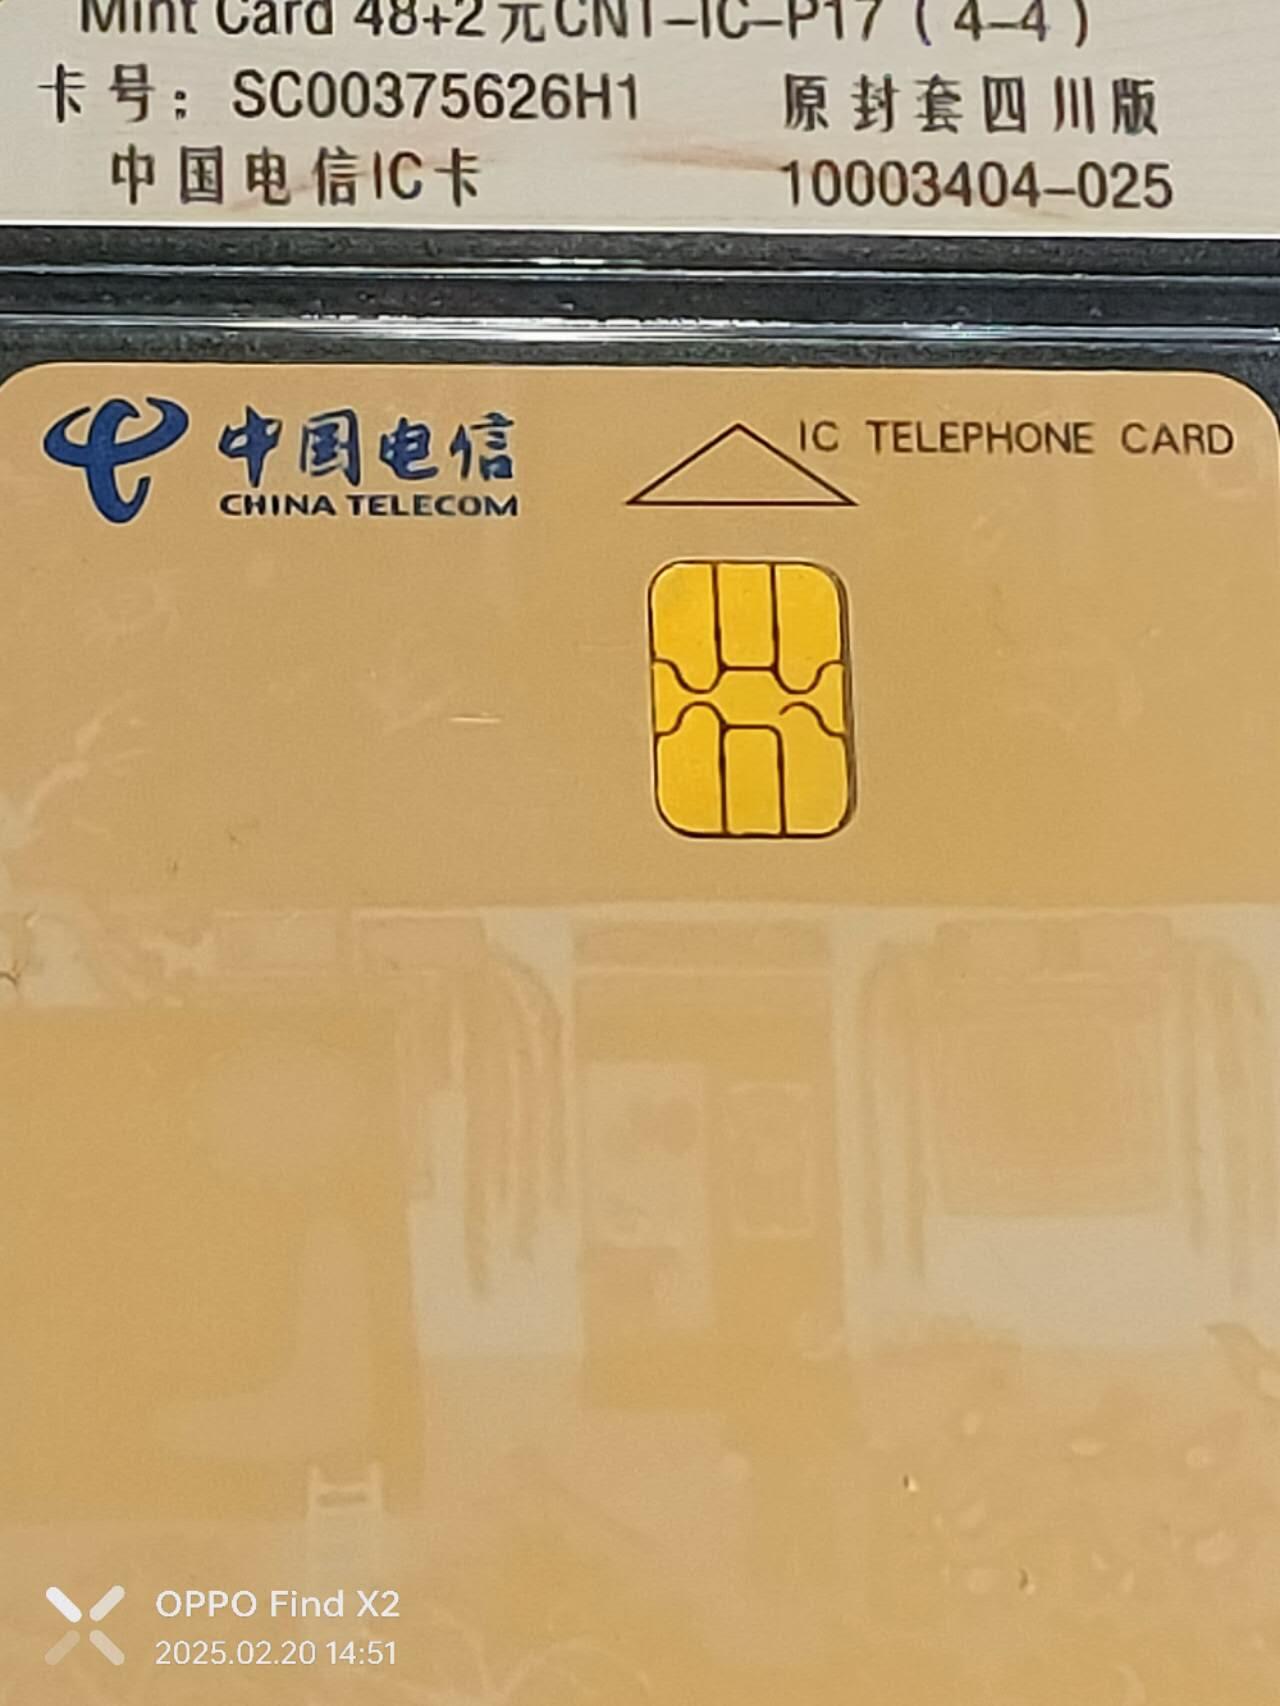 Mint Card 48+2元CNT-IC-P17（4-4）
卡号：SC00375626H1 原封套四川版
中国电信IC卡 10003404-025
中国电信
CHINA TELECOM
IC TELEPHONE CARD
OPPO Find X2
2025.02.20 14:51